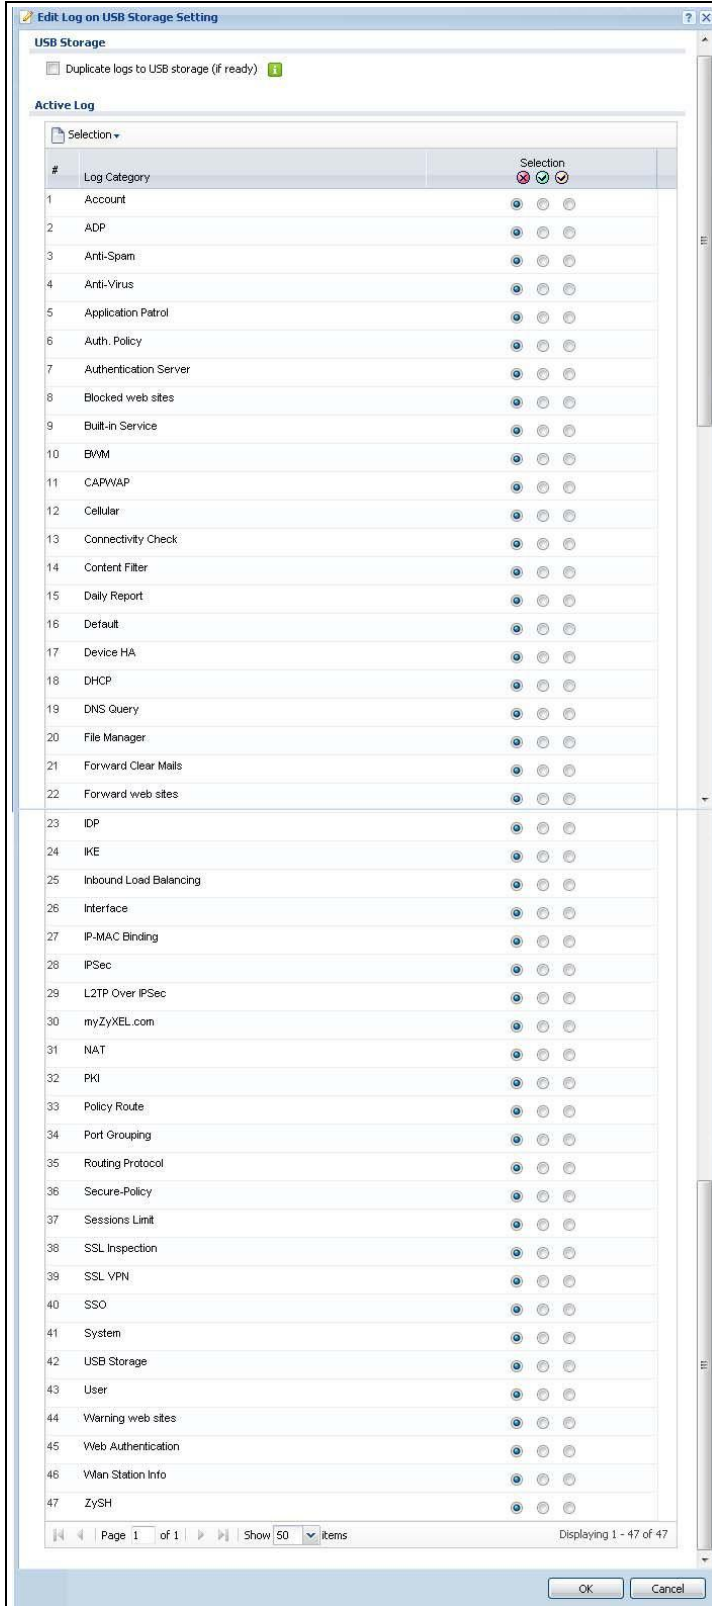 Edit Log on USB Storage Setting
USB Storage
Duplicate logs to USB storage (if ready)
Active Log
Selection
# Log Category Selection
1 Account
2 ADP
3 Anti-Spam
4 Anti-Virus
5 Application Patrol
6 Auth. Policy
7 Authentication Server
8 Blocked web sites
9 Built-in Service
10 BWM
11 CAPWAP
12 Cellular
13 Connectivity Check
14 Content Filter
15 Daily Report
16 Default
17 Device HA
18 DHCP
19 DNS Query
20 File Manager
21 Forward Clear Mails
22 Forward web sites
23 IDP
24 IKE
25 Inbound Load Balancing
26 Interface
27 IP-MAC Binding
28 IPSec
29 L2TP Over IPSec
30 myZyXEL.com
31 NAT
32 PKI
33 Policy Route
34 Port Grouping
35 Routing Protocol
36 Secure-Policy
37 Sessions Limit
38 SSL Inspection
39 SSL VPN
40 SSO
41 System
42 USB Storage
43 User
44 Warning web sites
45 Web Authentication
46 Wlan Station Info
47 ZySH
Page 1 of 1 Show 50 items Displaying 1 - 47 of 47
OK Cancel